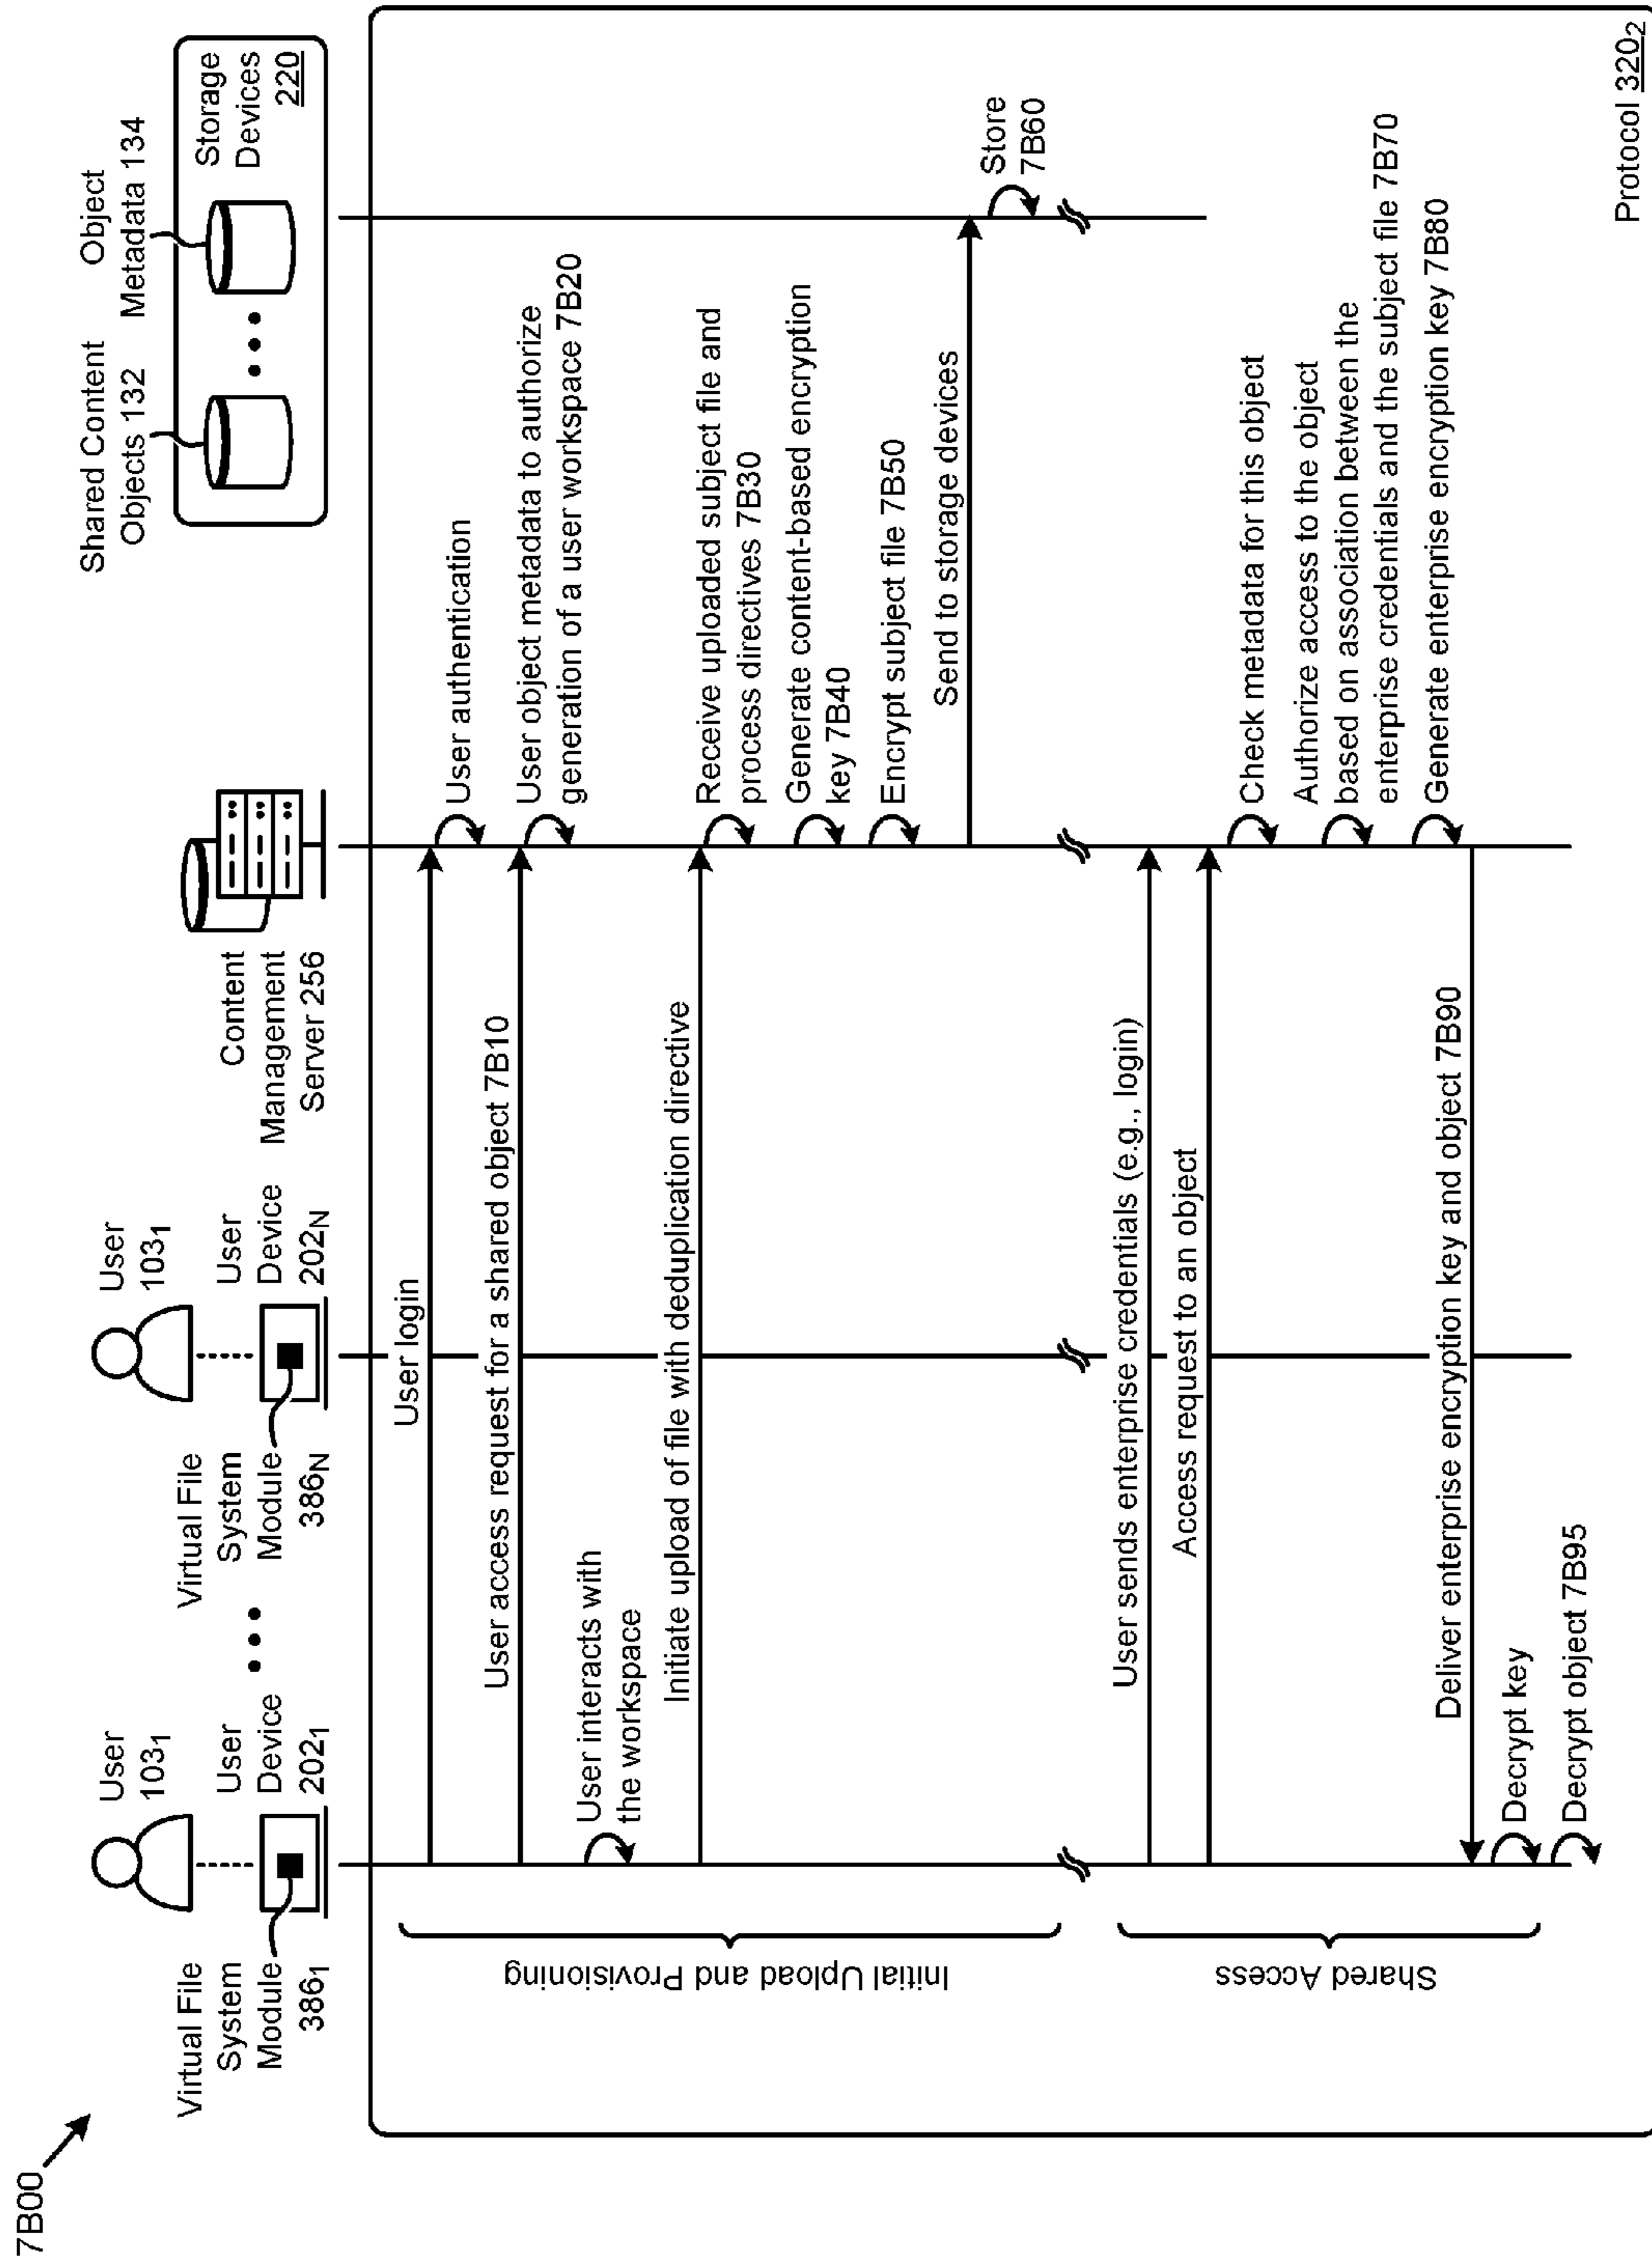 7B00
User
103₁
Virtual File
System
Module
386₁
User
Device
202₁
User
103₁
Virtual File
System
Module
386N
User
Device
202N
Content
Management
Server 256
Shared Content
Objects 132
Object
Metadata 134
Storage
Devices
220
Initial Upload and Provisioning
User login
User authentication
User access request for a shared object 7B10
User object metadata to authorize
generation of a user workspace 7B20
User interacts with
the workspace
Initiate upload of file with deduplication directive
Receive uploaded subject file and
process directives 7B30
Generate content-based encryption
key 7B40
Encrypt subject file 7B50
Send to storage devices
Store
7B60
Shared Access
User sends enterprise credentials (e.g., login)
Access request to an object
Check metadata for this object
Authorize access to the object
based on association between the
enterprise credentials and the subject file 7B70
Generate enterprise encryption key 7B80
Deliver enterprise encryption key and object 7B90
Decrypt key
Decrypt object 7B95
Protocol 320₂